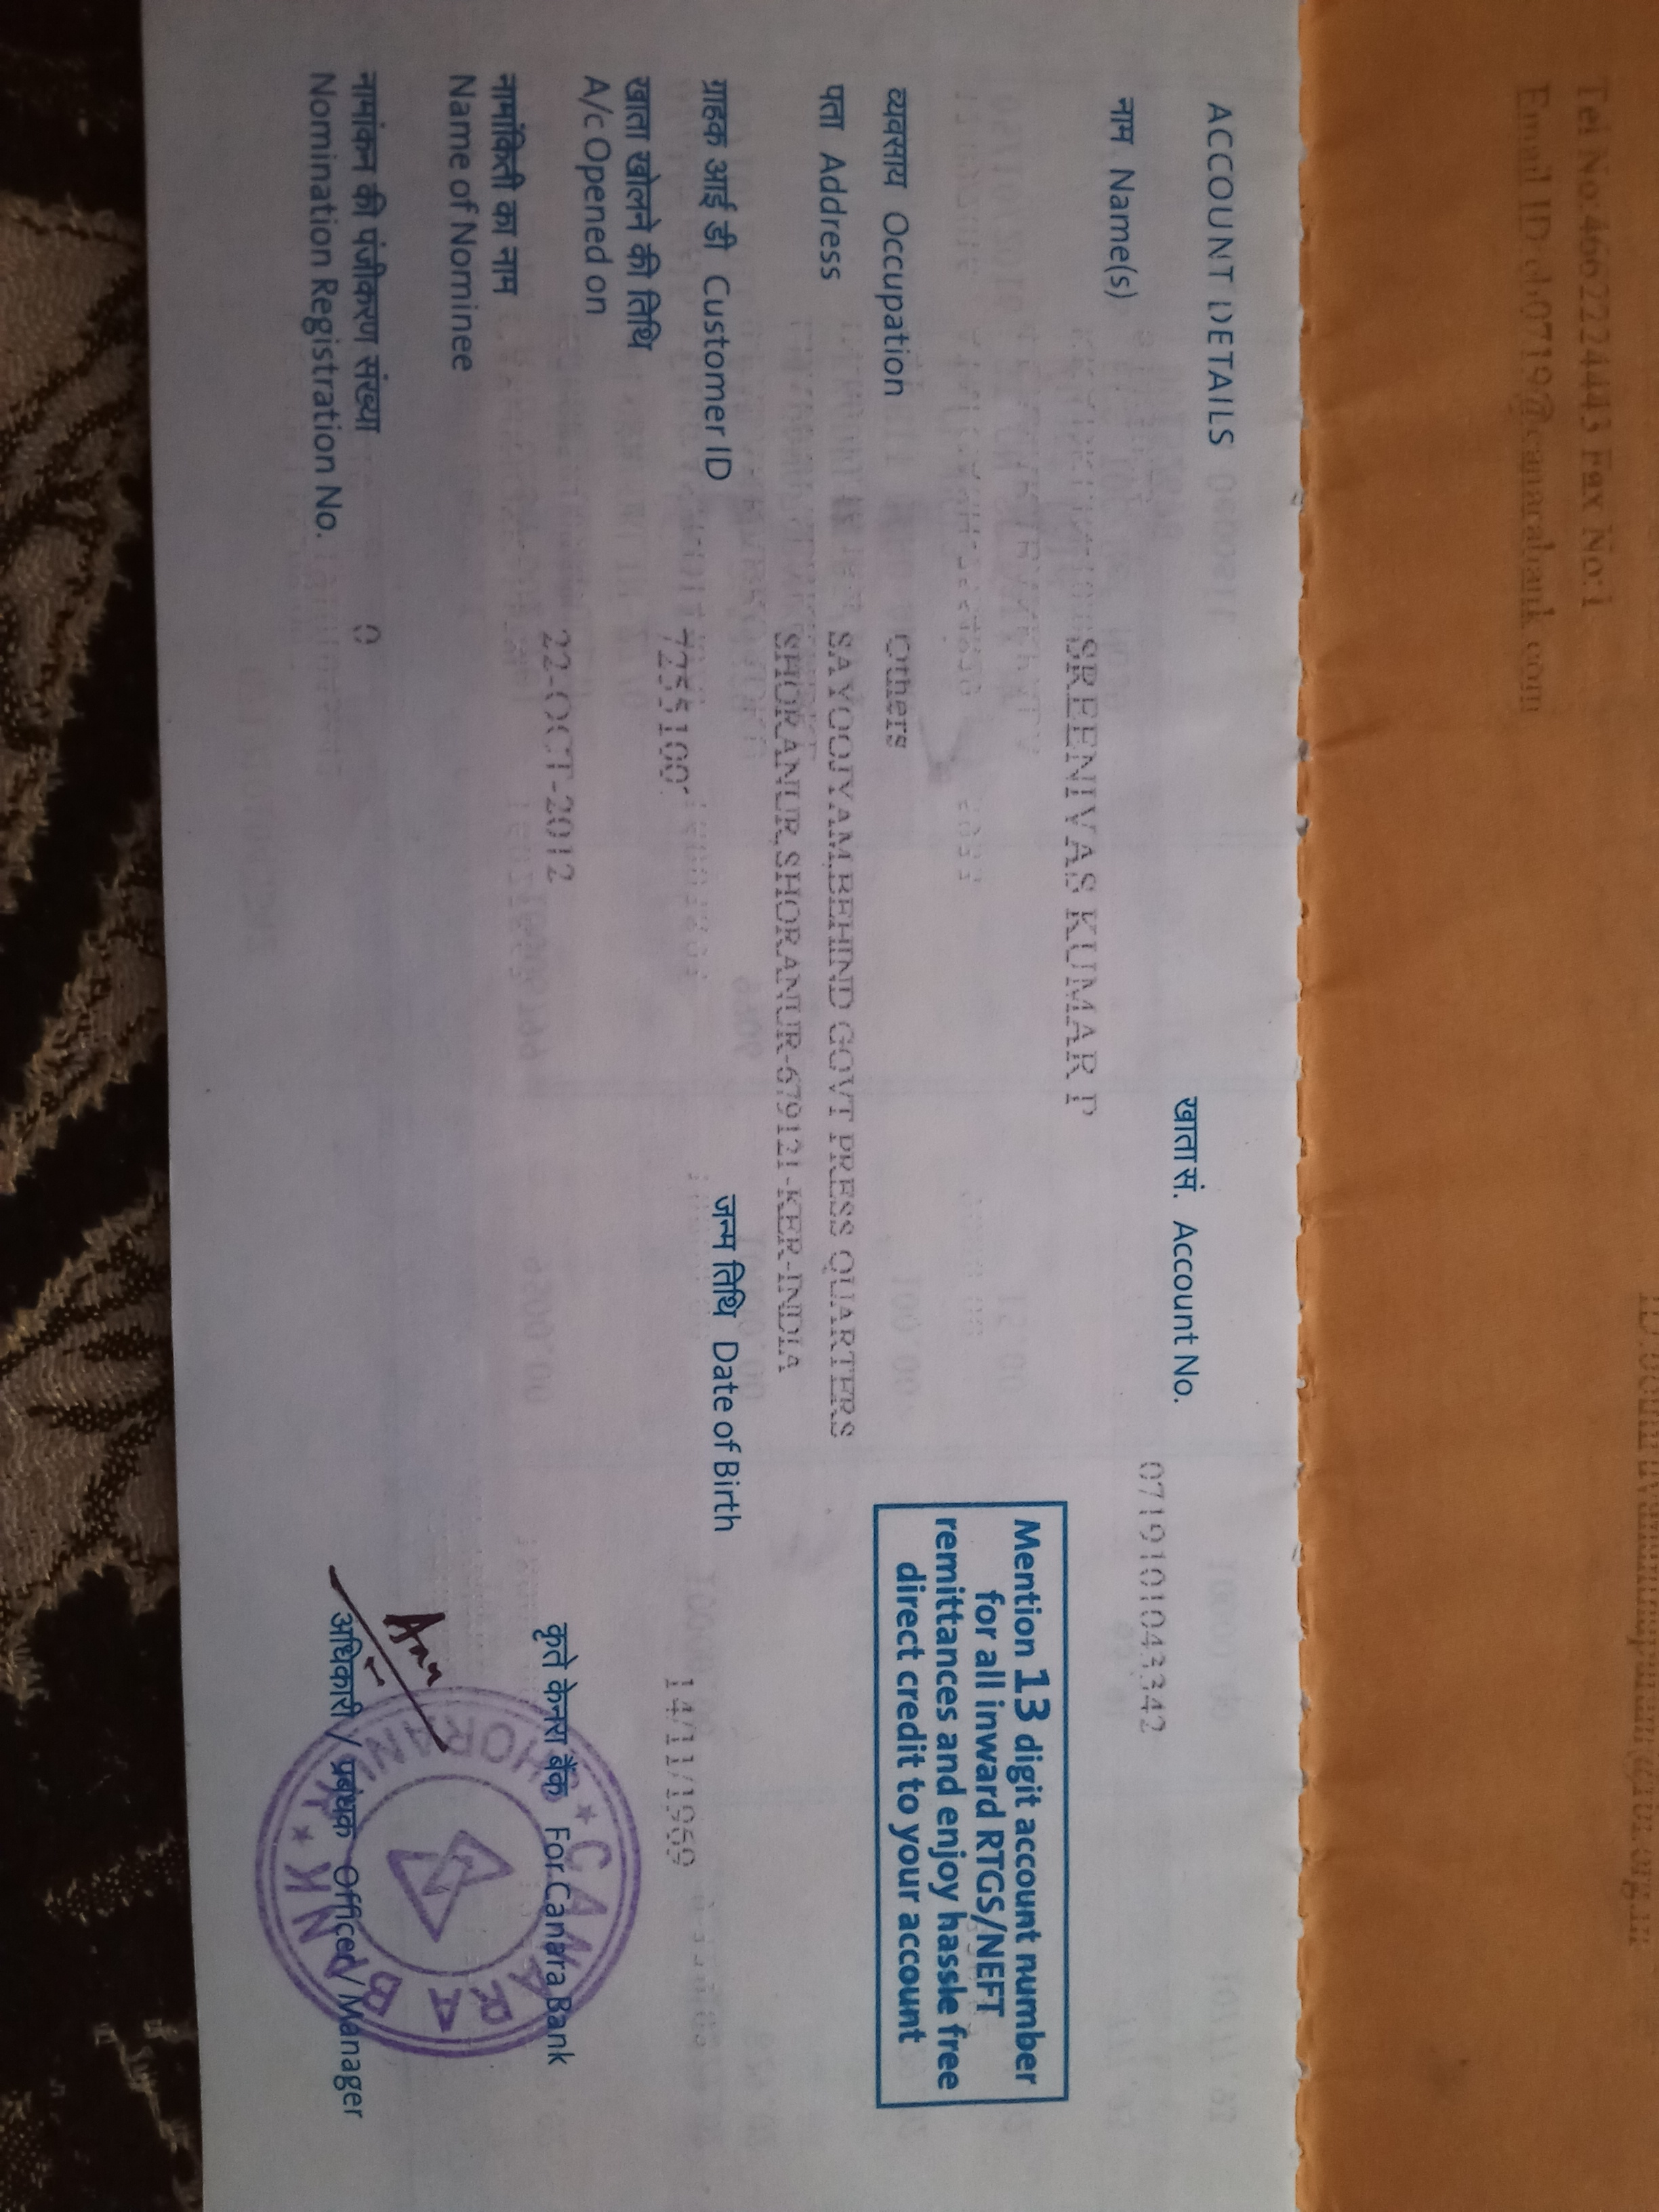 Tel No:4662224443 Fax No:1
Email ID:cb0719@canarabank.com
ACCOUNT DETAILS
खाता सं. Account No. 0719101043342
नाम Name(s) SREENIVAS KUMAR P
Mention 13 digit account number
for all inward RTGS/NEFT
remittances and enjoy hassle free
direct credit to your account
व्यवसाय Occupation Others
पता Address SAYOOJYAM,BEHIND GOVT PRESS QUARTERS
SHORANUR,SHORANUR-679121-KER-INDIA
ग्राहक आई डी Customer ID 72551007
जन्म तिथि Date of Birth 14/11/1969
खाता खोलने की तिथि
A/c Opened on 22-OCT-2012
नामांकिती का नाम
Name of Nominee
कृते केनरा बैंक For Canara Bank
नामांकन की पंजीकरण संख्या 0
Nomination Registration No.
अधिकारी / प्रबंधक Officer/ Manager
CANARA BANK